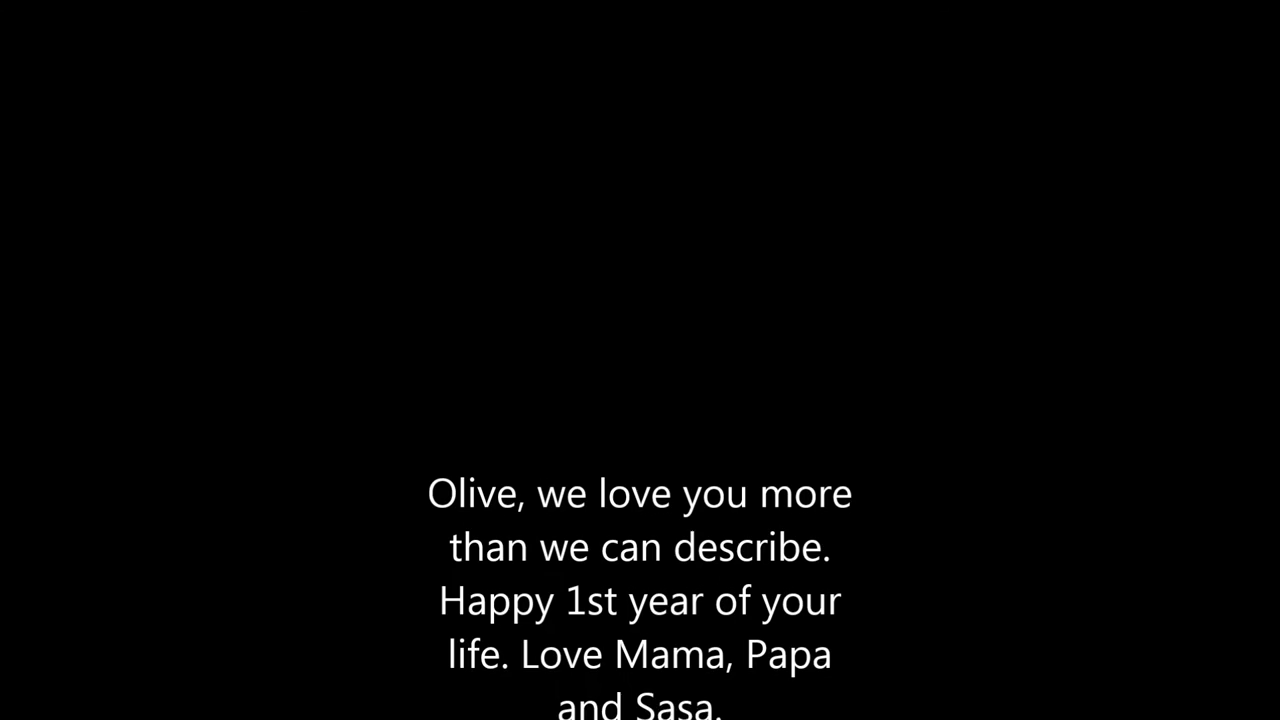 Olive, we love you more
than we can describe.
Happy 1st year of your
life. Love Mama, Papa
and Sasa.